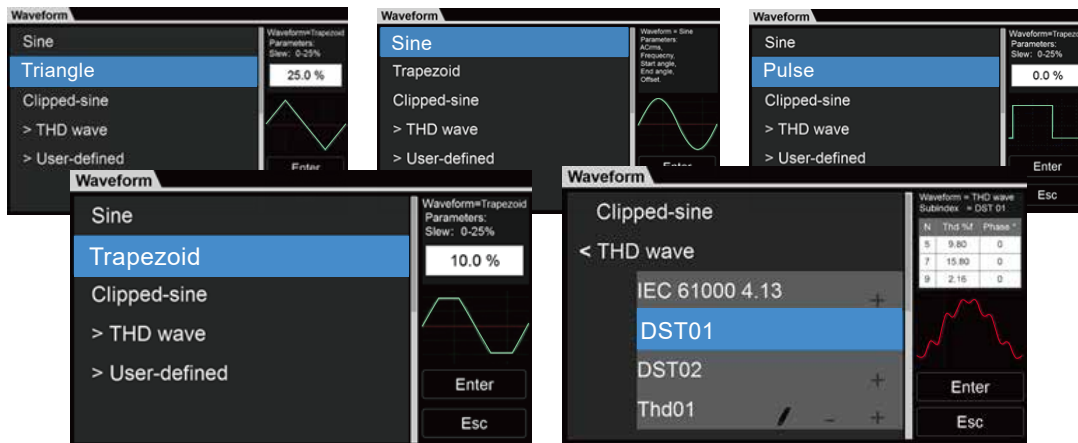 Waveform
Sine
Triangle
Clipped-sine
> THD wave
> User-defined
Waveform=Trapezoid
Parameters:
Slew: 0-25%
25.0 %
Enter
Waveform
Sine
Trapezoid
Clipped-sine
> THD wave
> User-defined
Waveform = Sine
Parameters:
ACrms,
Frequecny,
Start angle,
End angle,
Offset.
Enter
Waveform
Sine
Pulse
Clipped-sine
> THD wave
> User-defined
Waveform=Trapezo
Parameters:
Slew: 0-25%
0.0 %
Enter
Esc
Waveform
Sine
Trapezoid
Clipped-sine
> THD wave
> User-defined
Waveform=Trapezoid
Parameters:
Slew: 0-25%
10.0 %
Enter
Esc
Waveform
Clipped-sine
< THD wave
IEC 61000 4.13 +
DST01
DST02 +
Thd01 - +
Waveform = THD wave
Subindex = DST 01
N Thd %f Phase °
5 9.80 0
7 15.80 0
9 2.16 0
Enter
Esc